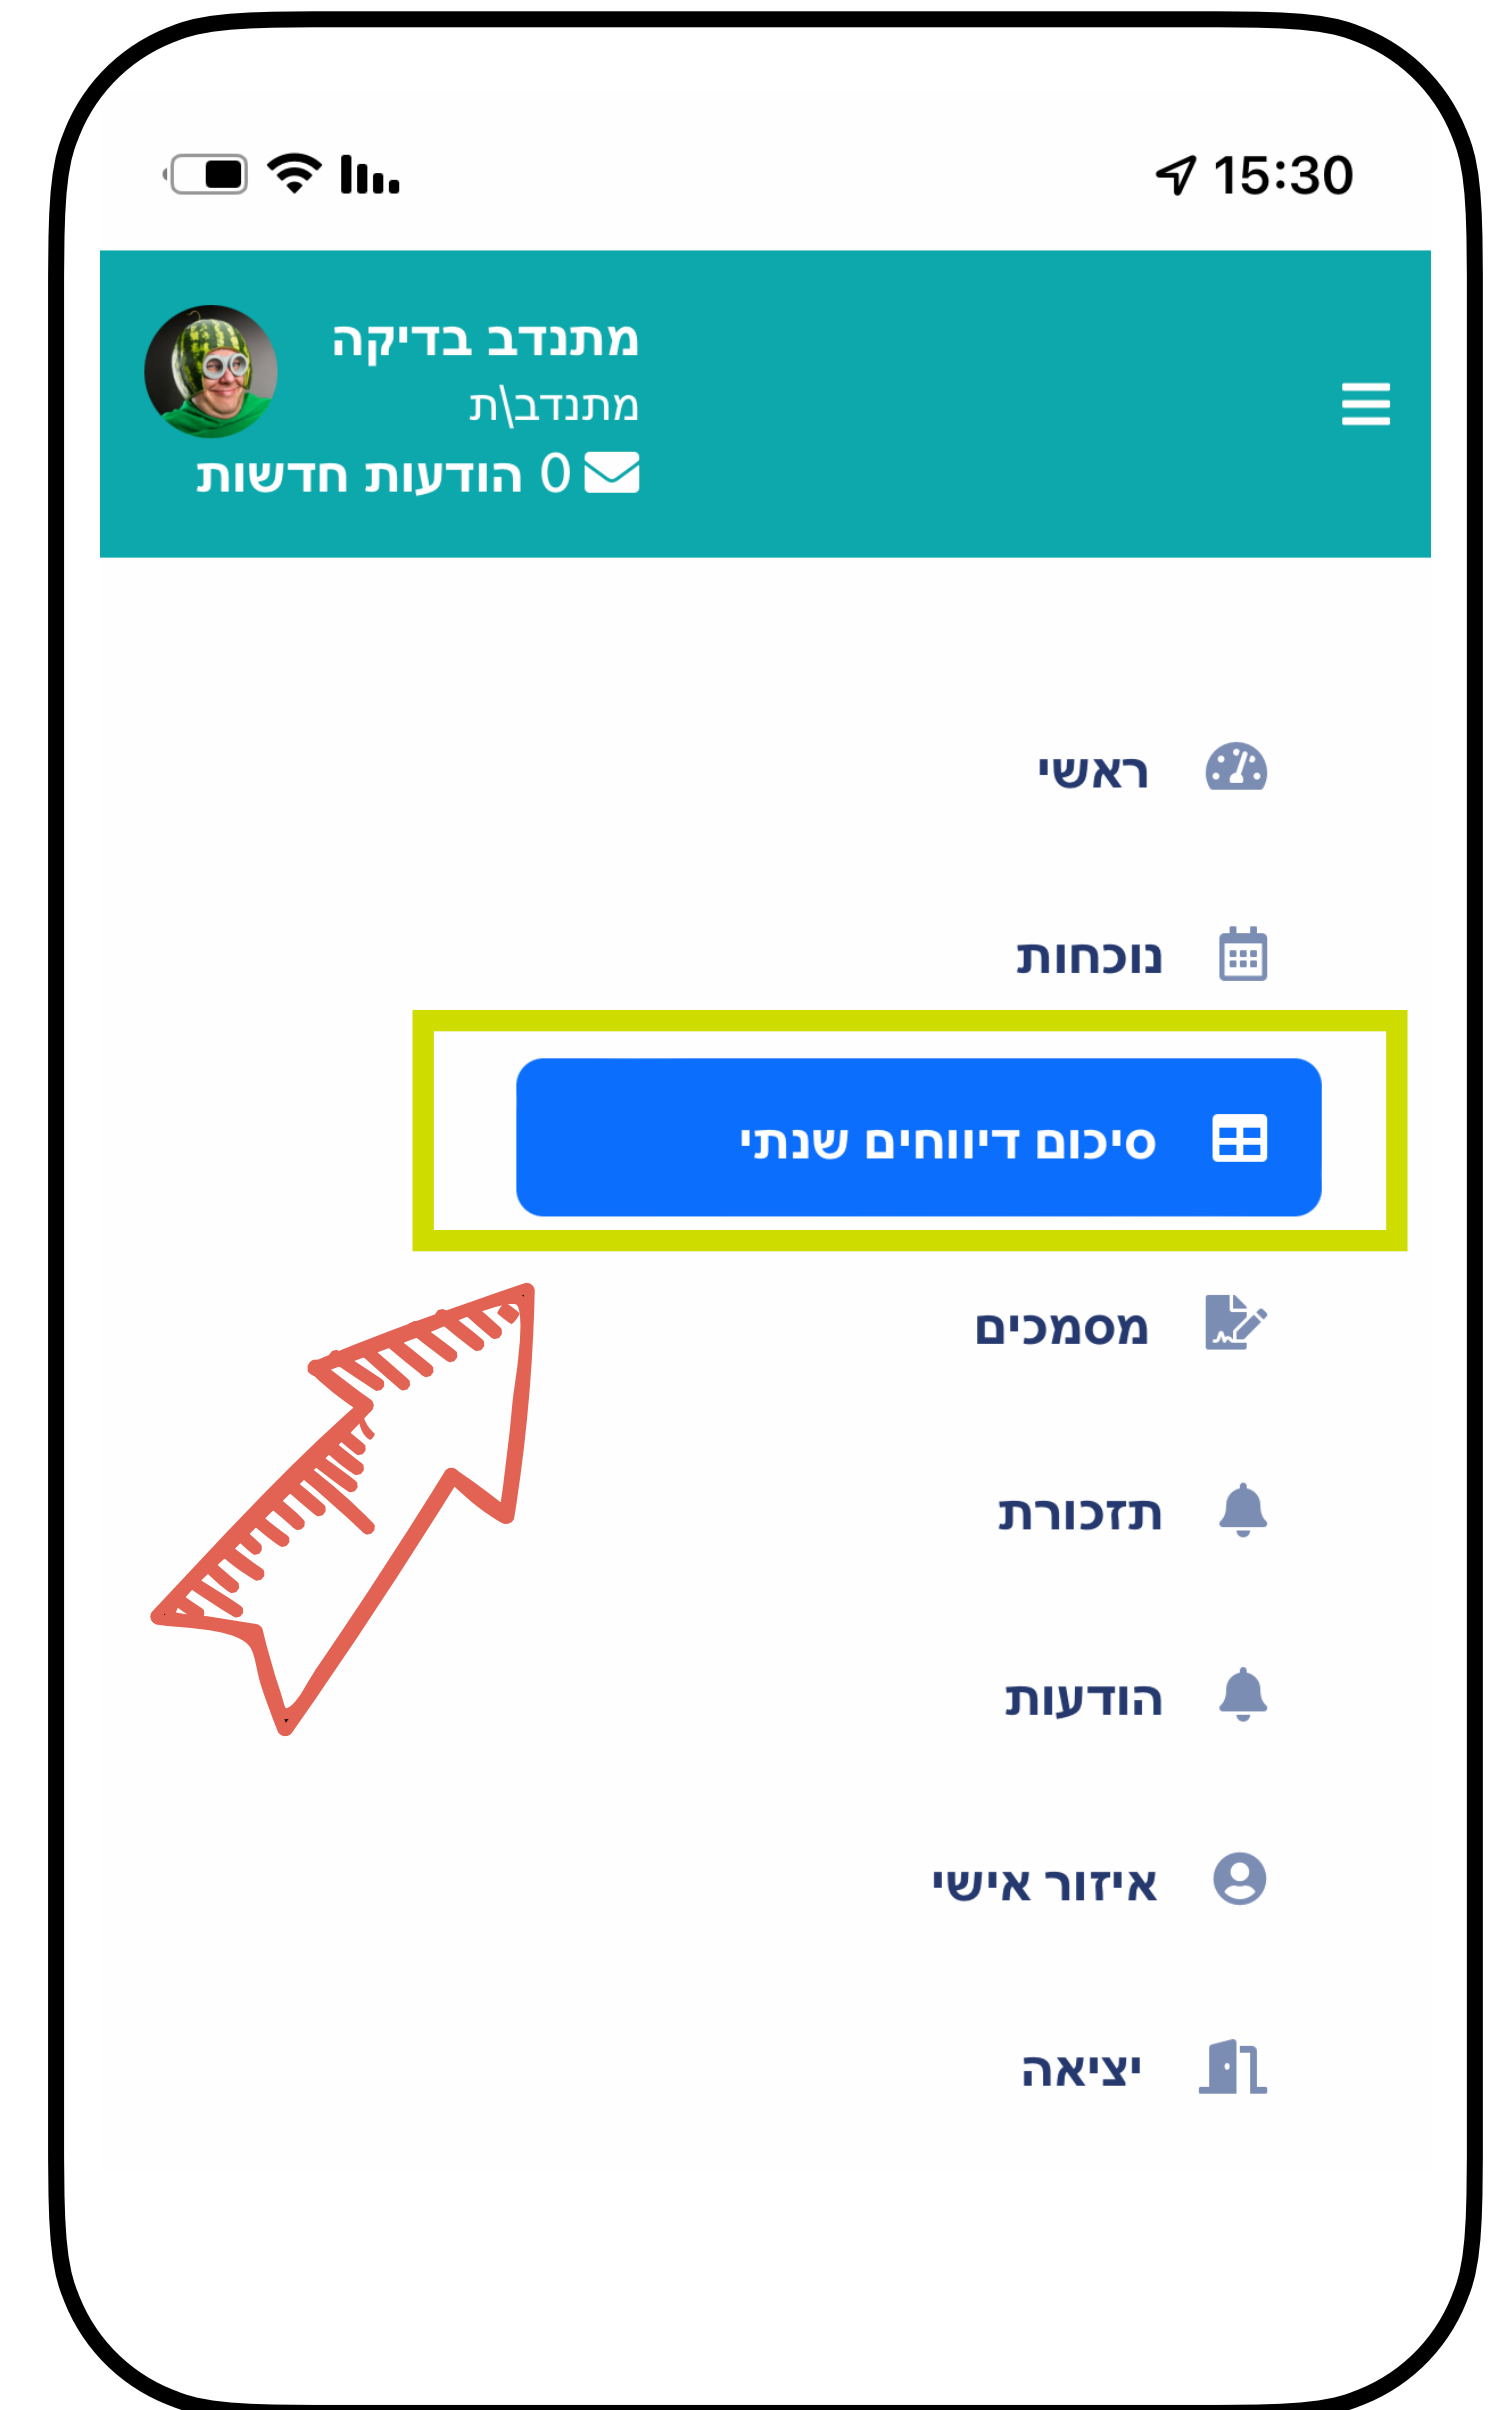 15:30
מתנדב בדיקה
מתנדב\ת
0 הודעות חדשות
ראשי
נוכחות
סיכום דיווחים שנתי
מסמכים
תזכורת
הודעות
איזור אישי
יציאה